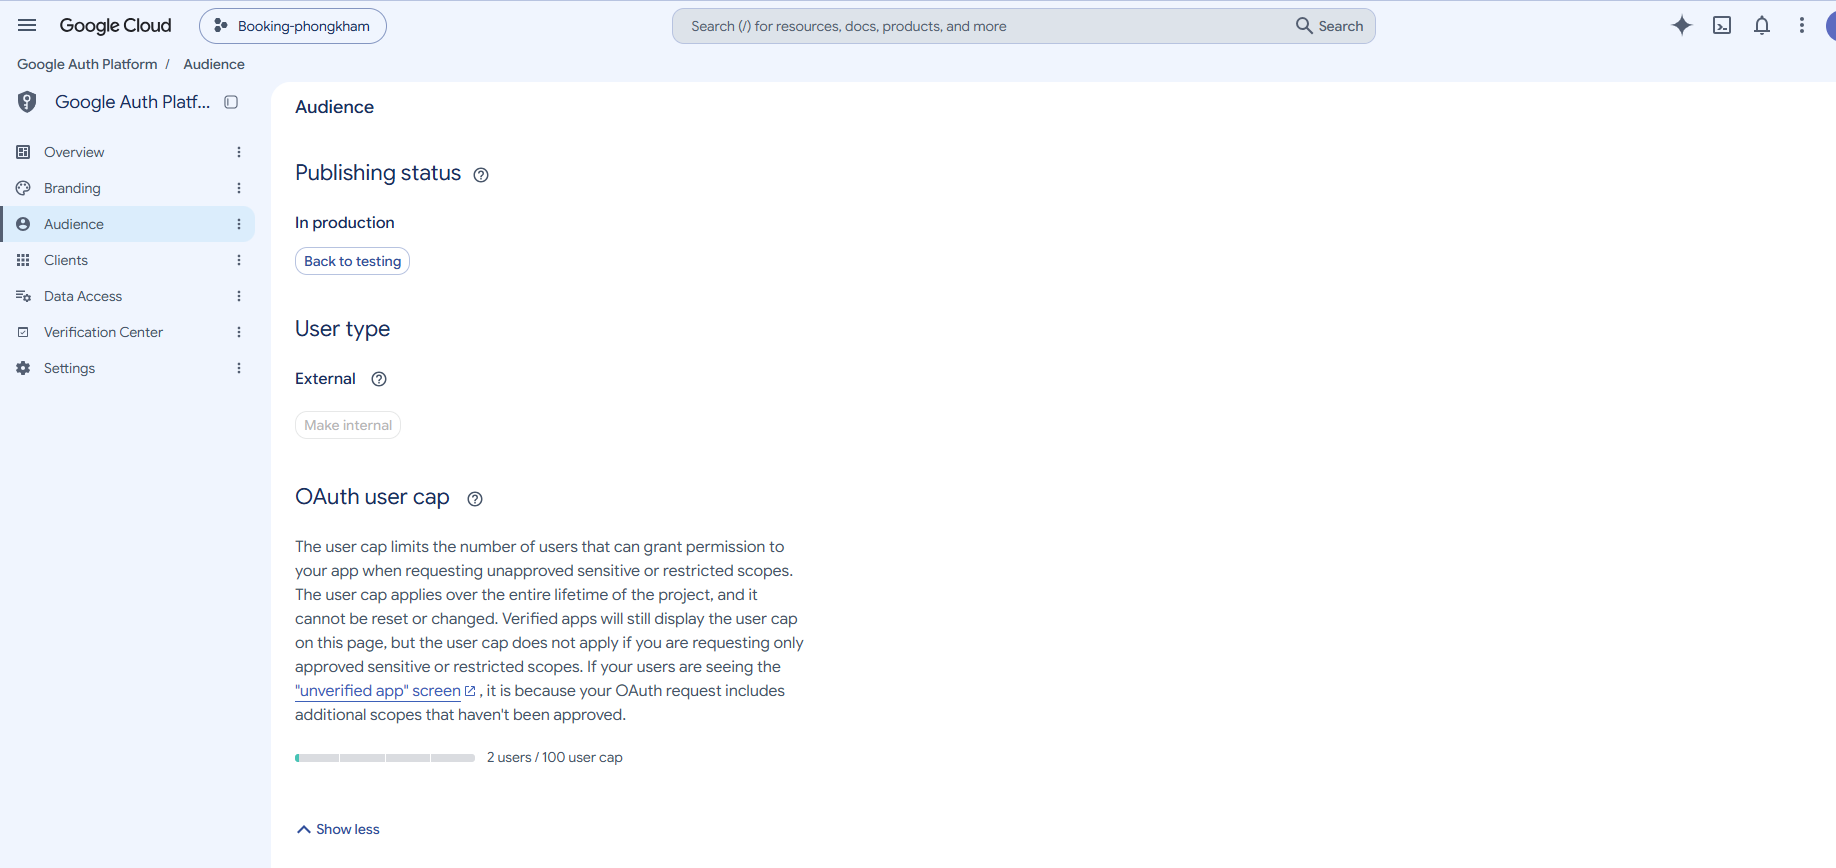 Google Cloud
Booking-phongkham
Search (/) for resources, docs, products, and more
Search
Google Auth Platform / Audience
Google Auth Platf...
Overview
Branding
Audience
Clients
Data Access
Verification Center
Settings
Audience
Publishing status
In production
Back to testing
User type
External
Make internal
OAuth user cap
The user cap limits the number of users that can grant permission to
your app when requesting unapproved sensitive or restricted scopes.
The user cap applies over the entire lifetime of the project, and it
cannot be reset or changed. Verified apps will still display the user cap
on this page, but the user cap does not apply if you are requesting only
approved sensitive or restricted scopes. If your users are seeing the
"unverified app" screen , it is because your OAuth request includes
additional scopes that haven't been approved.
2 users / 100 user cap
Show less